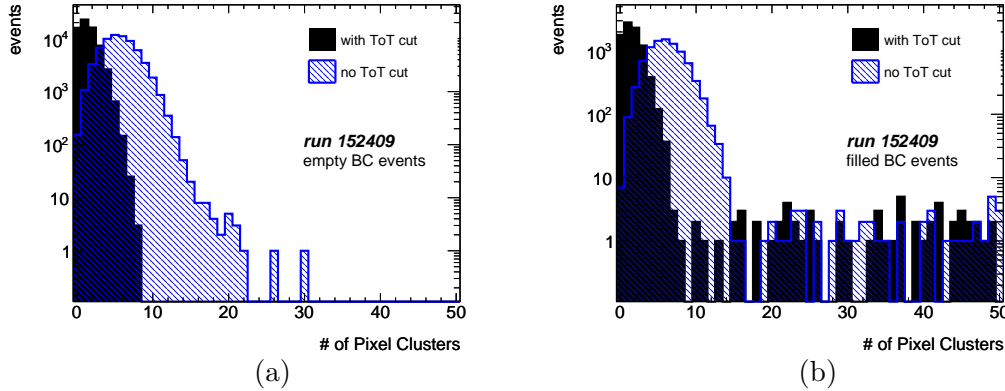 events
10⁴
10³
10²
10
1
0 10 20 30 40 50
# of Pixel Clusters
with ToT cut
no ToT cut
run 152409
empty BC events
(a)
events
10³
10²
10
1
0 10 20 30 40 50
# of Pixel Clusters
with ToT cut
no ToT cut
run 152409
filled BC events
(b)